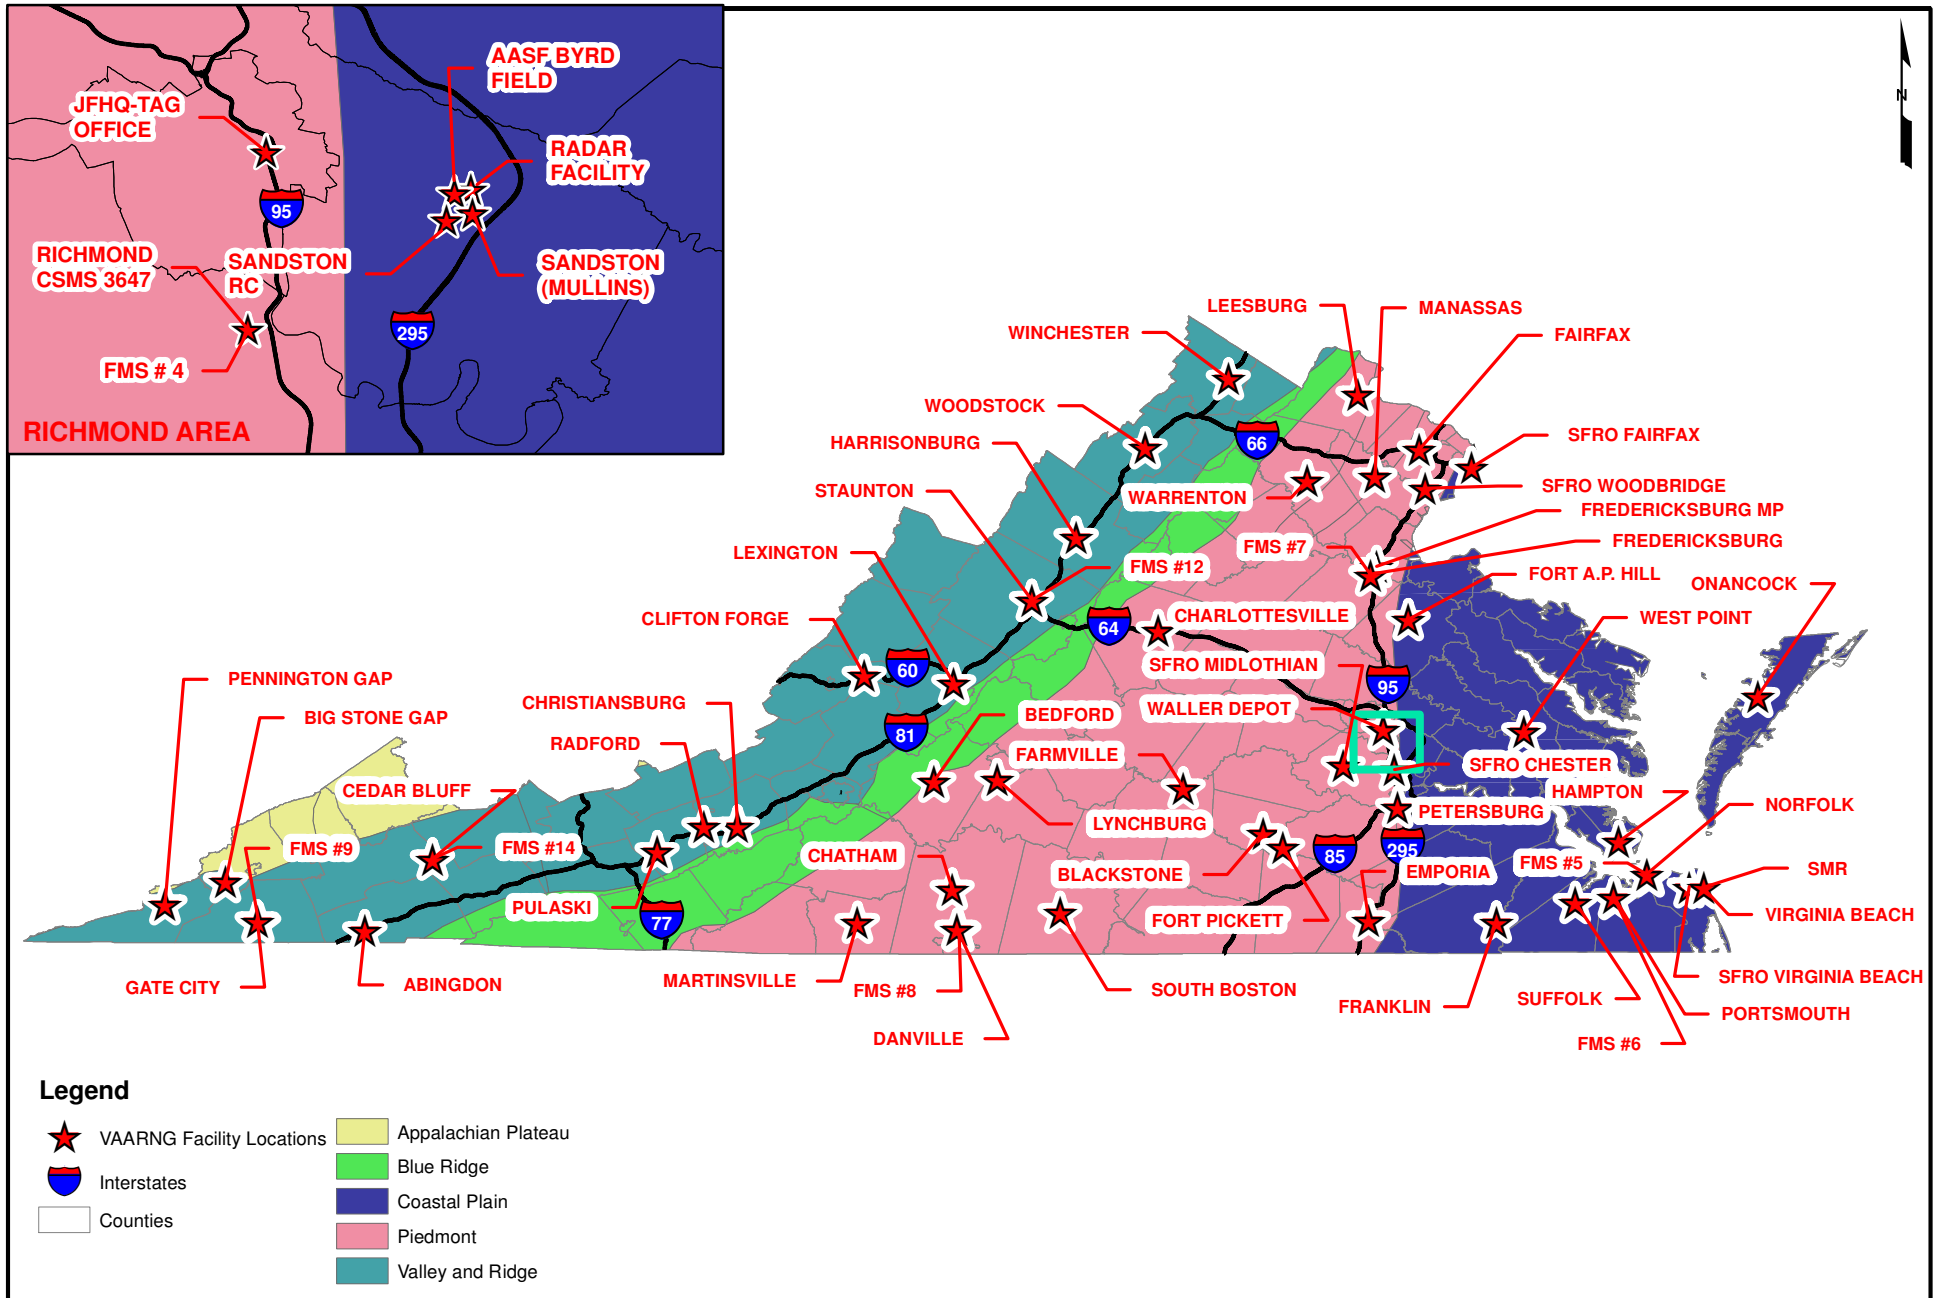 AASF BYRD
FIELD
JFHQ-TAG
OFFICE
RADAR
FACILITY
95
RICHMOND
CSMS 3647
SANDSTON
RC
SANDSTON
(MULLINS)
295
FMS # 4
RICHMOND AREA
N
LEESBURG
MANASSAS
WINCHESTER
FAIRFAX
WOODSTOCK
HARRISONBURG
66
SFRO FAIRFAX
STAUNTON
WARRENTON
SFRO WOODBRIDGE
FREDERICKSBURG MP
LEXINGTON
FMS #7
FREDERICKSBURG
FMS #12
FORT A.P. HILL
ONANCOCK
CLIFTON FORGE
64
CHARLOTTESVILLE
WEST POINT
60
SFRO MIDLOTHIAN
PENNINGTON GAP
95
CHRISTIANSBURG
BIG STONE GAP
BEDFORD
WALLER DEPOT
81
RADFORD
FARMVILLE
SFRO CHESTER
CEDAR BLUFF
HAMPTON
NORFOLK
LYNCHBURG
PETERSBURG
FMS #9
FMS #14
CHATHAM
85
295
FMS #5
SMR
BLACKSTONE
EMPORIA
PULASKI
77
FORT PICKETT
VIRGINIA BEACH
GATE CITY
ABINGDON
MARTINSVILLE
FMS #8
SOUTH BOSTON
SFRO VIRGINIA BEACH
FRANKLIN
SUFFOLK
PORTSMOUTH
DANVILLE
FMS #6
Legend
VAARNG Facility Locations
Interstates
Counties
Appalachian Plateau
Blue Ridge
Coastal Plain
Piedmont
Valley and Ridge